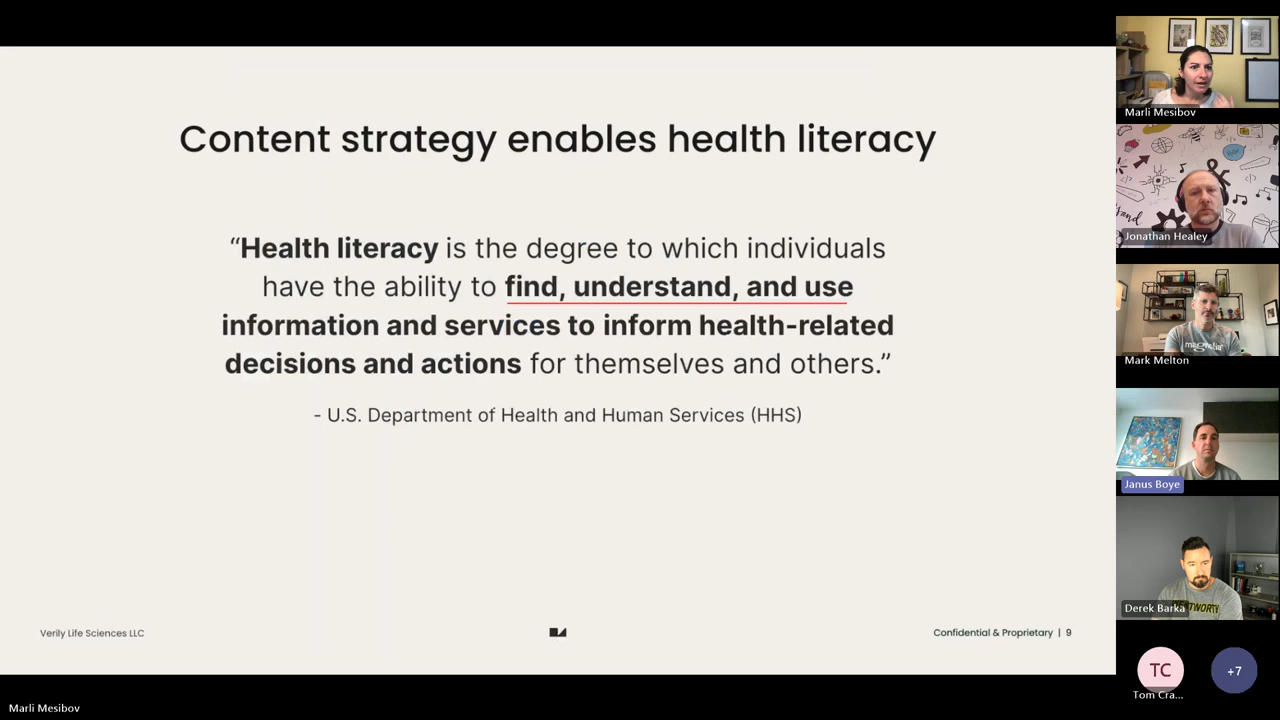 Content strategy enables health literacy
“Health literacy is the degree to which individuals
have the ability to find, understand, and use
information and services to inform health-related
decisions and actions for themselves and others.”
- U.S. Department of Health and Human Services (HHS)
Verily Life Sciences LLC
Confidential & Proprietary | 9
Marli Mesibov
Marli Mesibov
&
Jonathan Healey
magnolia
Mark Melton
Janus Boye
Derek Barka
TC
Tom Cra...
+7